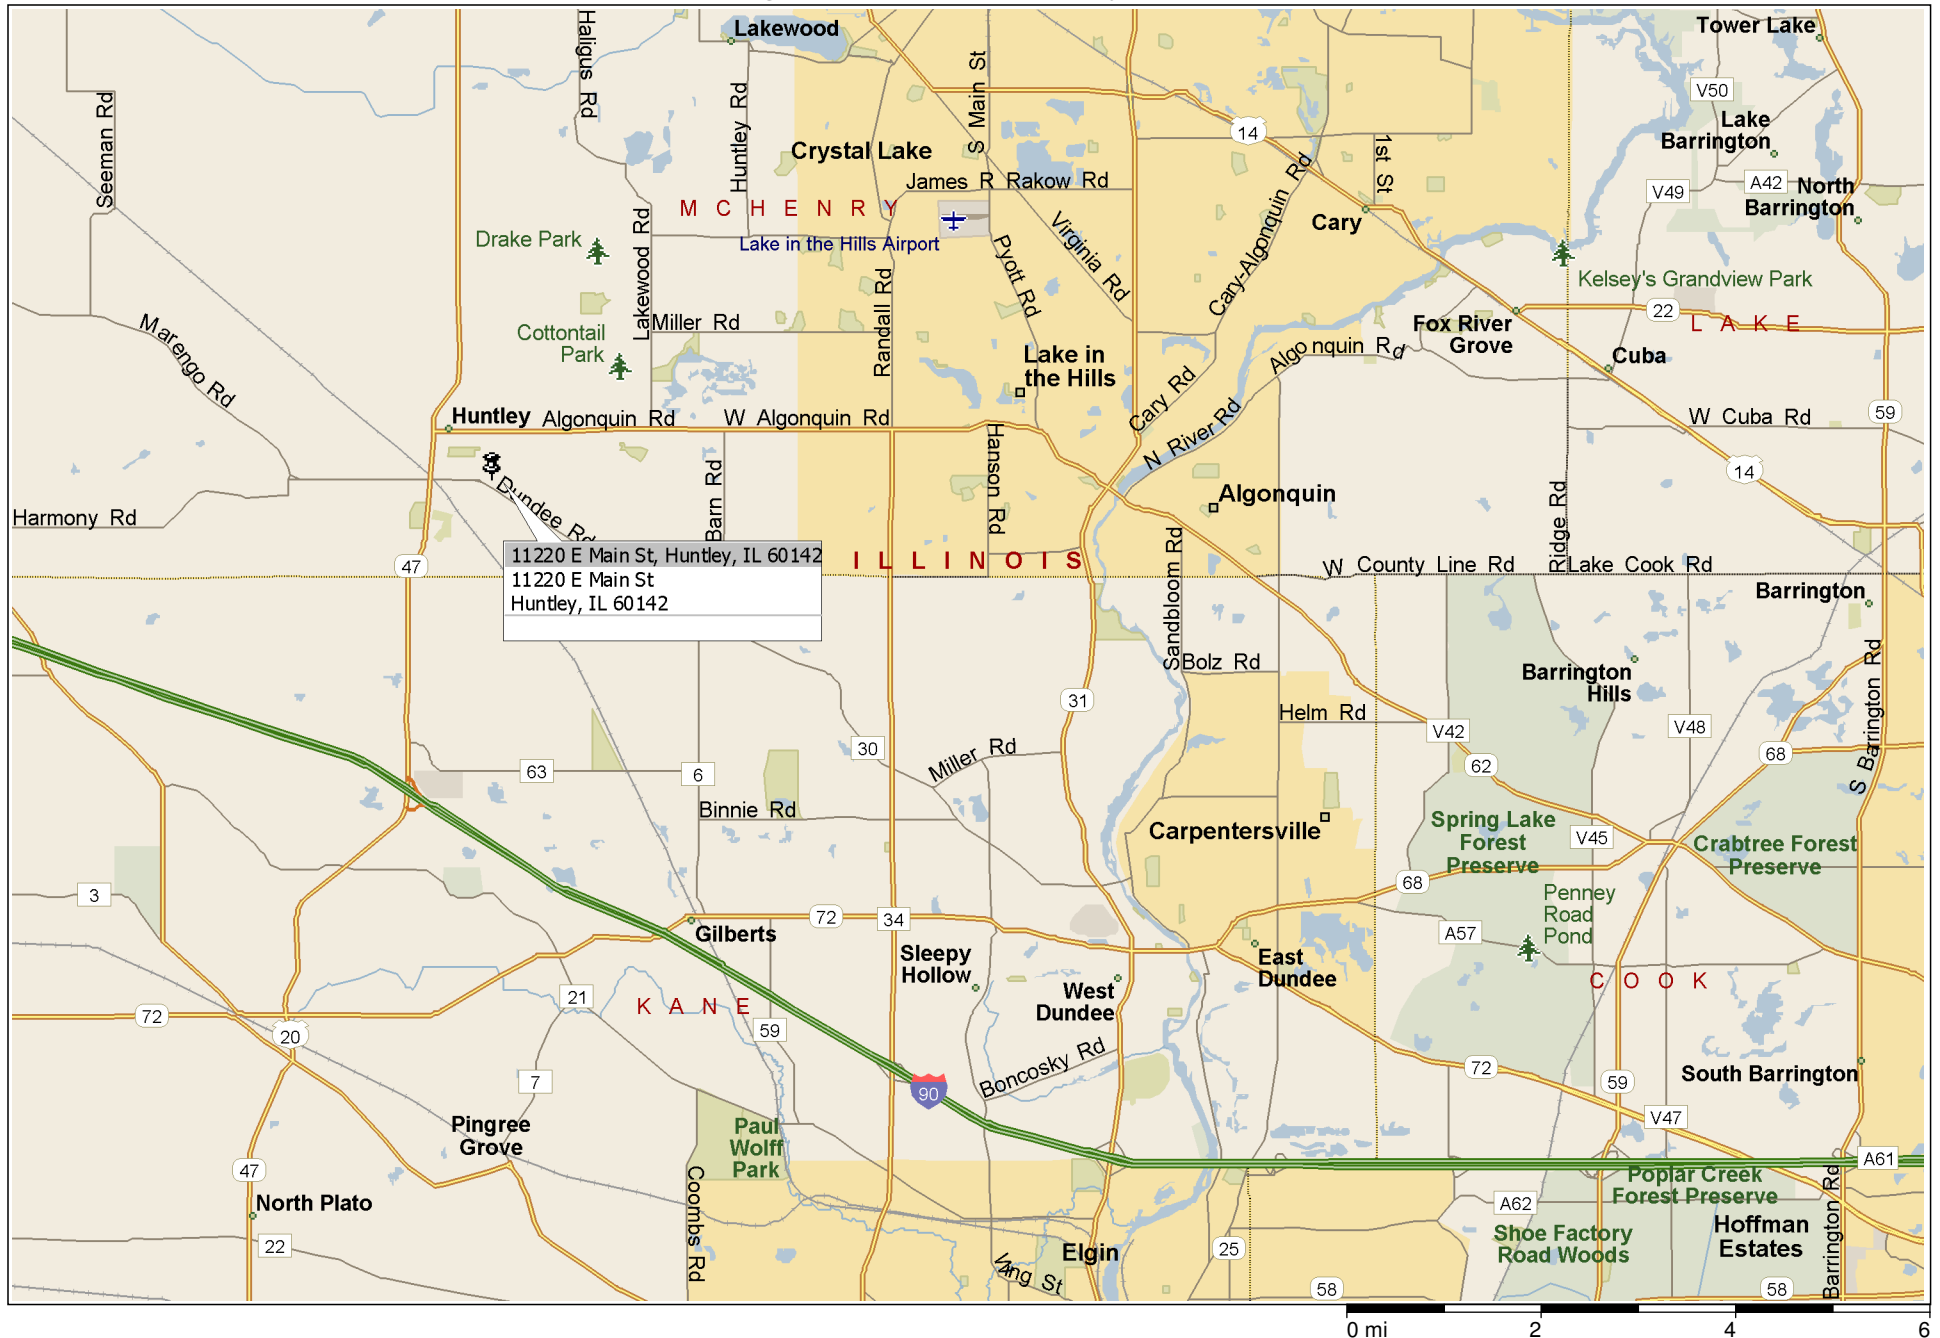 Lakewood
Tower Lake
Haligus Rd
S Main St
V50
Seeman Rd
Huntley Rd
Lake
Barrington
14
Crystal Lake
1st St
James R Rakow Rd
A42
V49
North
Barrington
MCHENRY
Cary
Drake Park
Lake in the Hills Airport
Lakewood Rd
Virginia Rd
Cary-Algonquin Rd
Pyott Rd
Kelsey's Grandview Park
Randall Rd
22
LAKE
Marengo Rd
Miller Rd
Cottontail
Park
Fox River
Grove
Algonquin Rd
Lake in
the Hills
Cuba
Cary Rd
59
Huntley
Algonquin Rd
W Algonquin Rd
N River Rd
W Cuba Rd
Hanson Rd
14
Barn Rd
Dundee Rd
Algonquin
Ridge Rd
Harmony Rd
Sandbloom Rd
47
11220 E Main St, Huntley, IL 60142
11220 E Main St
Huntley, IL 60142
ILLINOIS
W County Line Rd
Lake Cook Rd
Barrington
Bolz Rd
Barrington
Hills
S Barrington Rd
31
Helm Rd
V42
V48
30
Miller Rd
68
63
6
62
Binnie Rd
Spring Lake
Forest
Preserve
Carpentersville
V45
Crabtree Forest
Preserve
68
3
Penney
Road
Pond
72
34
A57
Gilberts
Sleepy
Hollow
East
Dundee
COOK
West
Dundee
21
KANE
72
59
20
Boncosky Rd
72
59
South Barrington
7
90
V47
Pingree
Grove
Paul
Wolff
Park
A61
47
Poplar Creek
Forest Preserve
Coombs Rd
North Plato
A62
Barrington Rd
Shoe Factory
Road Woods
Hoffman
Estates
22
Elgin
25
58
58
0 mi 2 4 6